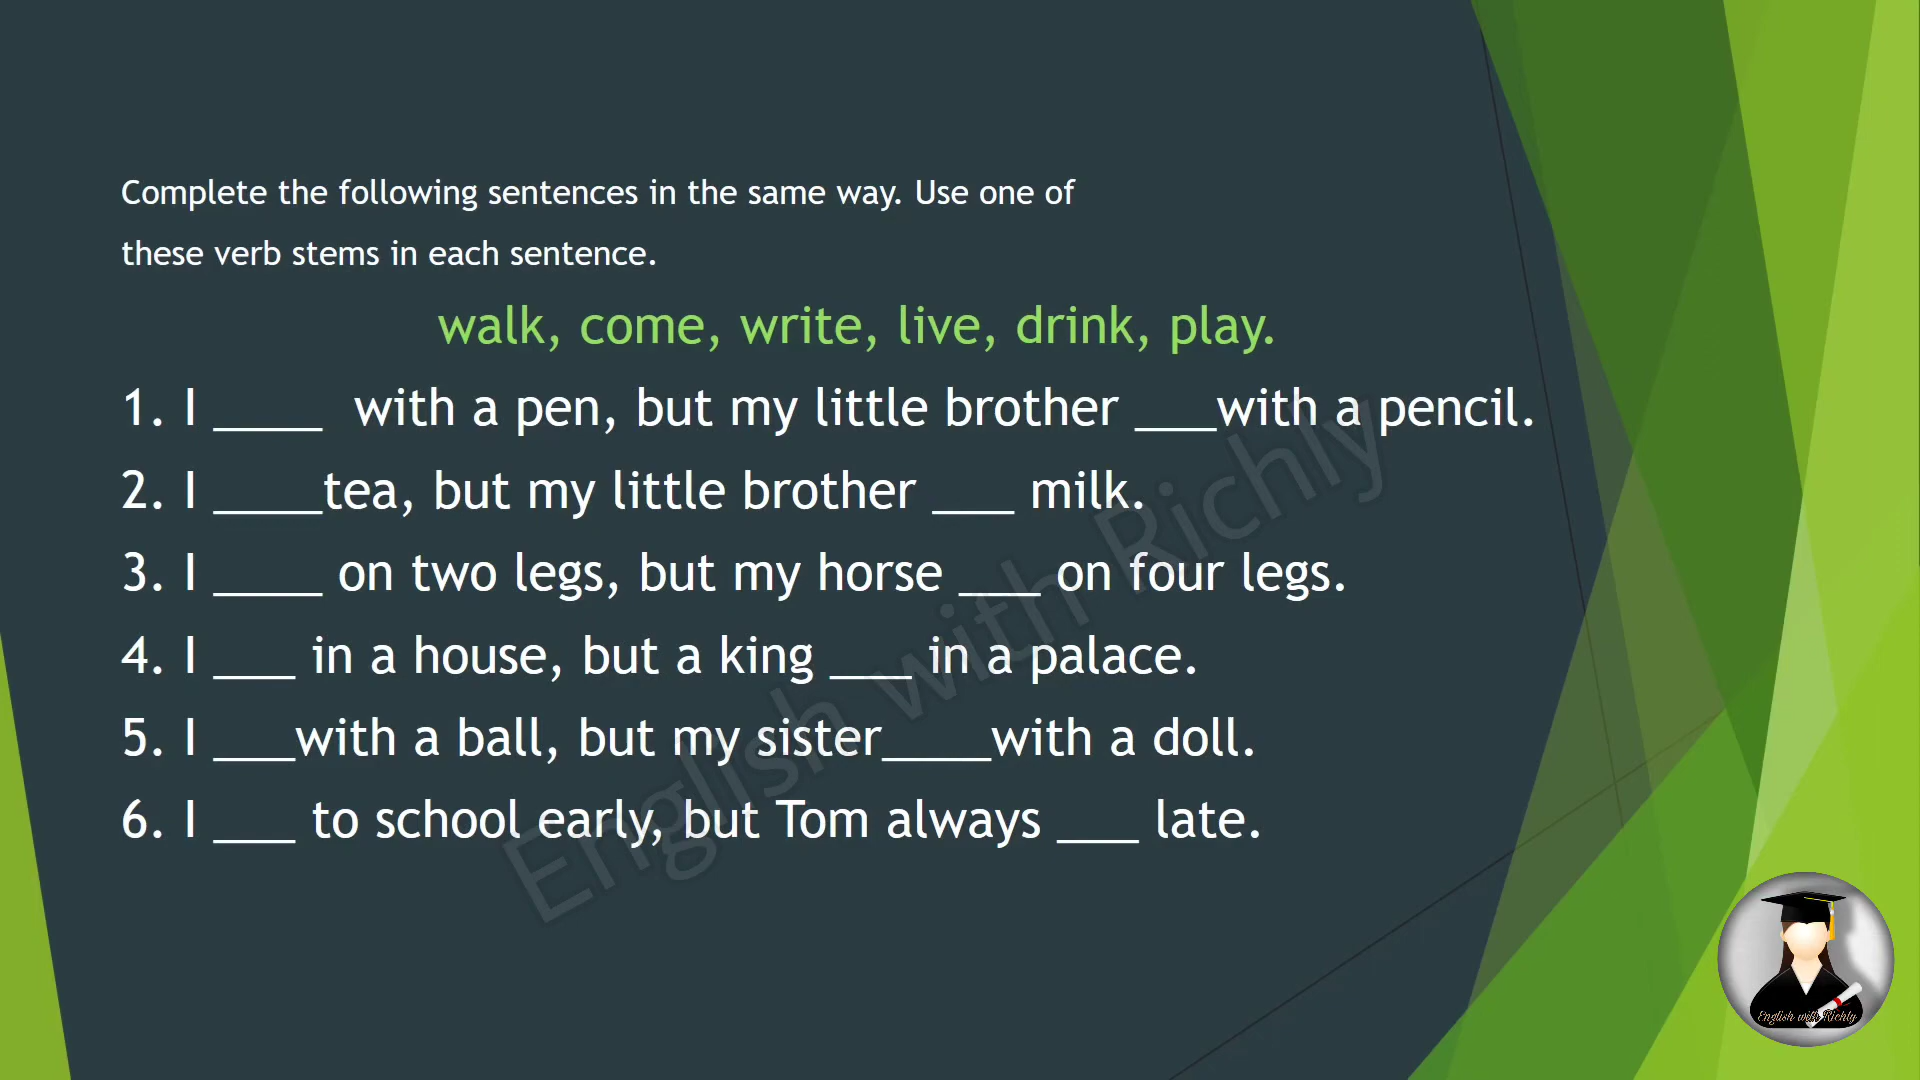 Complete the following sentences in the same way. Use one of
these verb stems in each sentence.
walk, come, write, live, drink, play.
1. I ____ with a pen, but my little brother ___with a pencil.
2. I ____tea, but my little brother ___ milk.
3. I ____ on two legs, but my horse ___ on four legs.
4. I ___ in a house, but a king ___ in a palace.
5. I ___with a ball, but my sister____with a doll.
6. I ___ to school early, but Tom always ___ late.
English with Richly
English with Richly